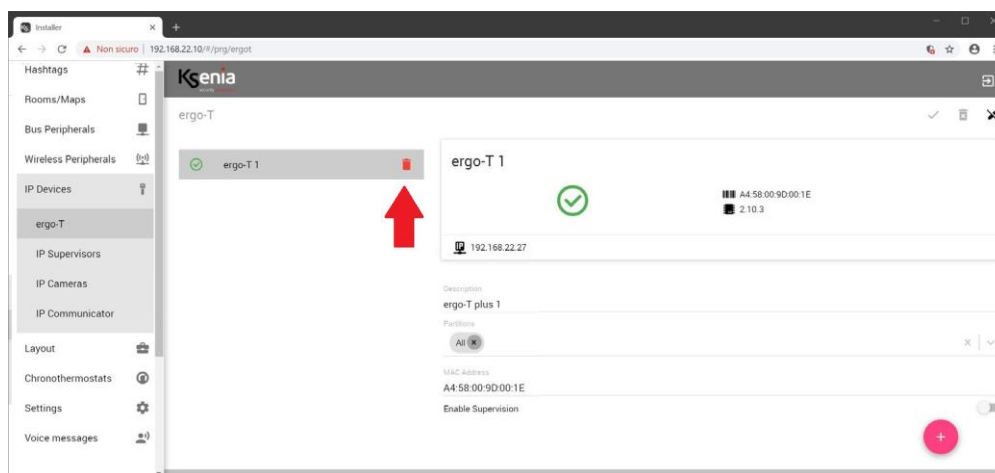 Installer
Non sicuro | 192.168.22.10/#/prg/ergot
Hashtags
Rooms/Maps
Bus Peripherals
Wireless Peripherals
IP Devices
ergo-T
IP Supervisors
IP Cameras
IP Communicator
Layout
Chronothermostats
Settings
Voice messages
Ksenia
ergo-T
ergo-T 1
ergo-T 1
A4:58:00:9D:00:1E
2.10.3
IP 192.168.22.27
Description
ergo-T plus 1
Partitions
All
MAC Address
A4:58:00:9D:00:1E
Enable Supervision